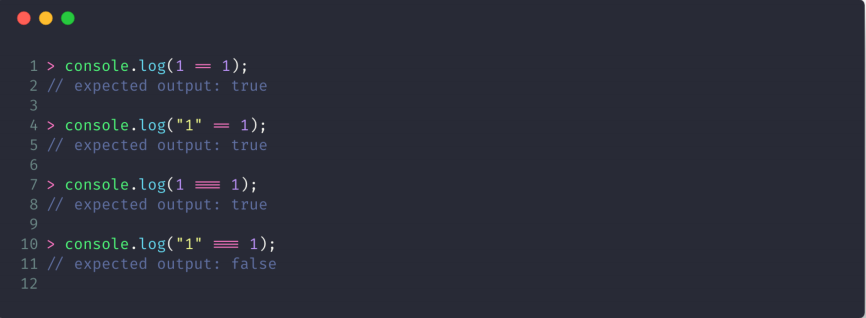 1 > console.log(1 == 1);
2 // expected output: true
3
4 > console.log("1" == 1);
5 // expected output: true
6
7 > console.log(1 === 1);
8 // expected output: true
9
10 > console.log("1" === 1);
11 // expected output: false
12